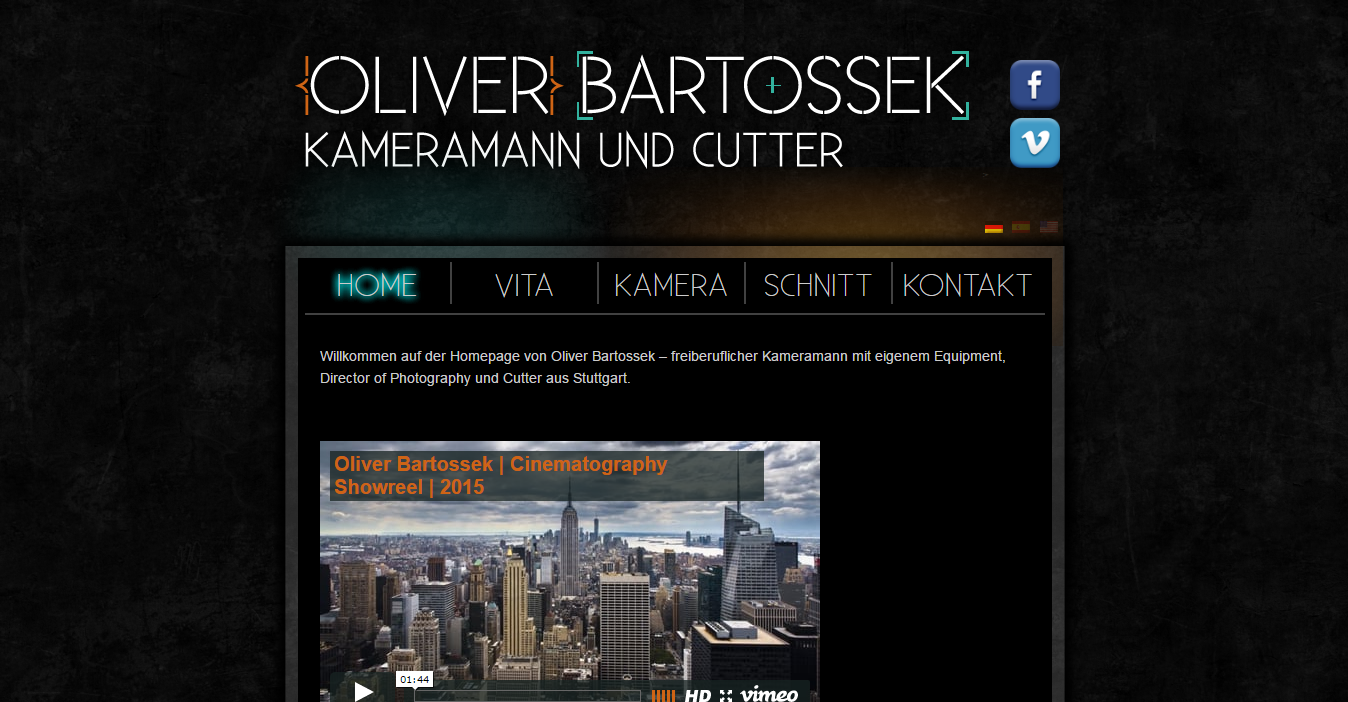 OLIVER BARTOSSEK
KAMERAMANN UND CUTTER
HOME VITA KAMERA SCHNITT KONTAKT
Willkommen auf der Homepage von Oliver Bartossek – freiberuflicher Kameramann mit eigenem Equipment,
Director of Photography und Cutter aus Stuttgart.
Oliver Bartossek | Cinematography
Showreel | 2015
01:44
HD vimeo